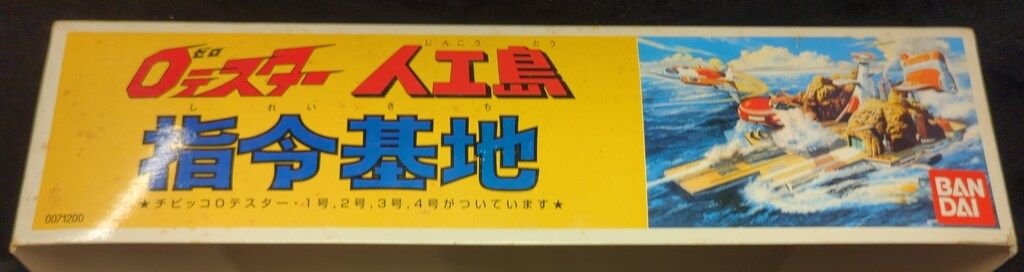 ゼロ
じんこう とう
0テスター 人工島
しれい きち
指令基地
★チビッコ0テスター・1号,2号,3号,4号がついています★
0071200
BAN
DAI